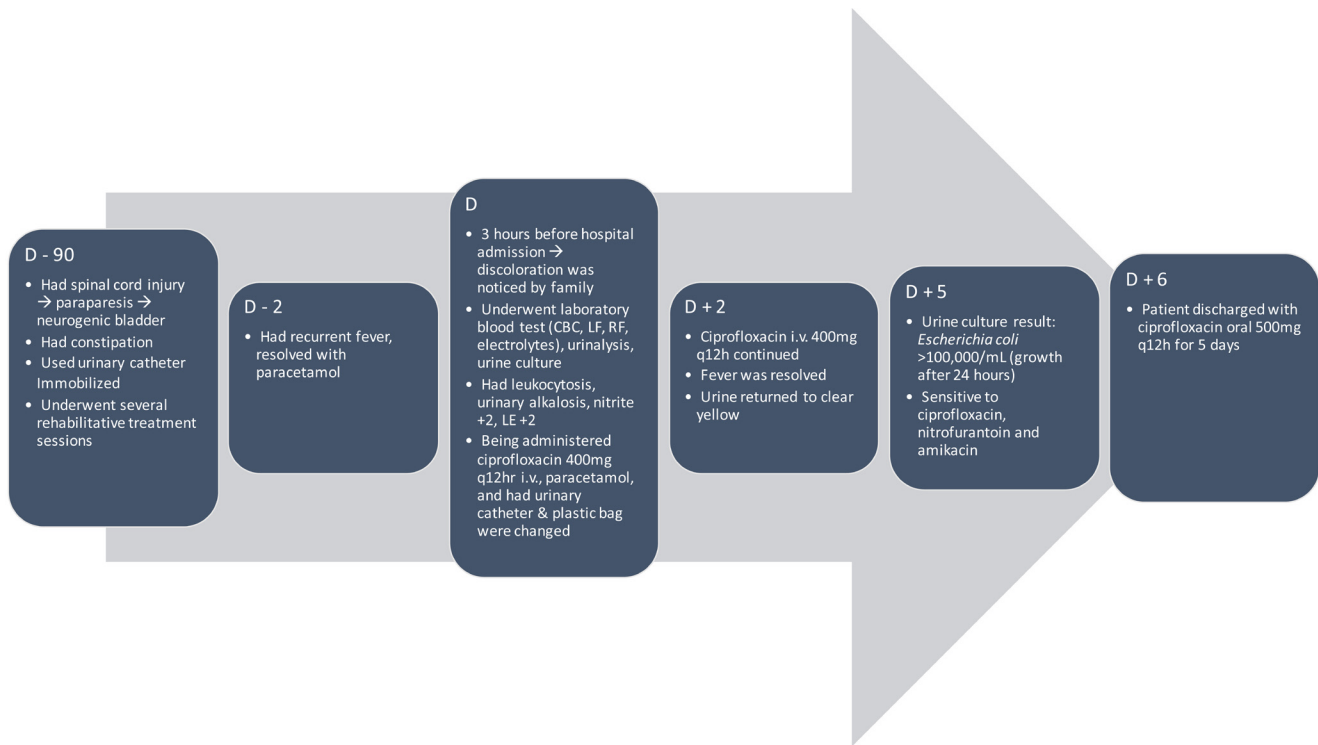 D - 90
• Had spinal cord injury
→ paraparesis →
neurogenic bladder
• Had constipation
• Used urinary catheter
Immobilized
• Underwent several
rehabilitative treatment
sessions
D - 2
• Had recurrent fever,
resolved with
paracetamol
D
• 3 hours before hospital
admission →
discoloration was
noticed by family
• Underwent laboratory
blood test (CBC, LF, RF,
electrolytes), urinalysis,
urine culture
• Had leukocytosis,
urinary alkalosis, nitrite
+2, LE +2
• Being administered
ciprofloxacin 400mg
q12hr i.v., paracetamol,
and had urinary
catheter & plastic bag
were changed
D + 2
• Ciprofloxacin i.v. 400mg
q12h continued
• Fever was resolved
• Urine returned to clear
yellow
D + 5
• Urine culture result:
Escherichia coli
>100,000/mL (growth
after 24 hours)
• Sensitive to
ciprofloxacin,
nitrofurantoin and
amikacin
D + 6
• Patient discharged with
ciprofloxacin oral 500mg
q12h for 5 days